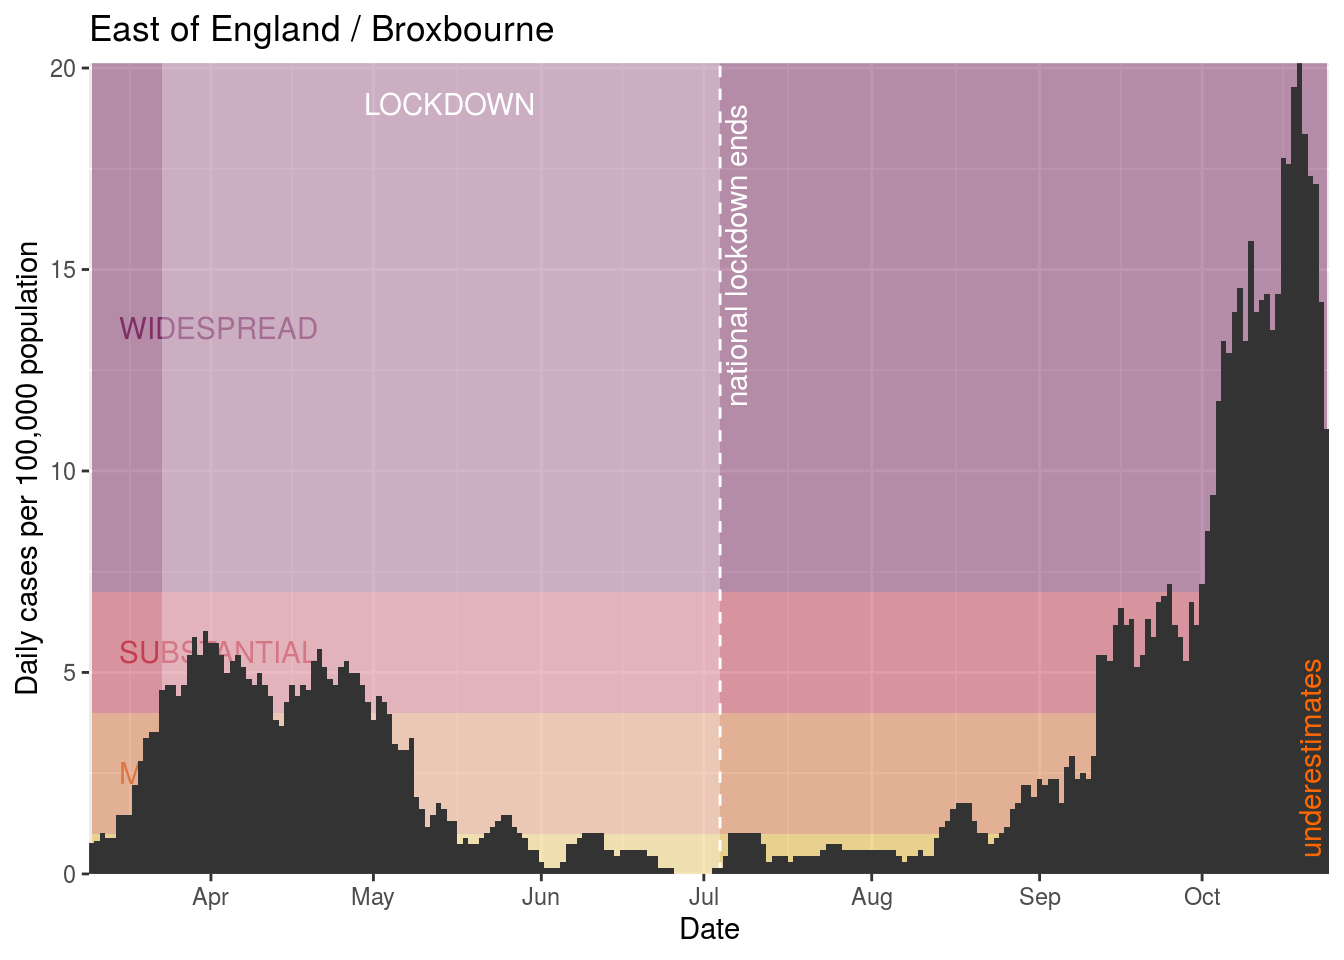 East of England / Broxbourne
Daily cases per 100,000 population
20
15
10
5
0
LOCKDOWN
national lockdown ends
WIDESPREAD
SUBSTANTIAL
M
underestimates
Apr
May
Jun
Jul
Aug
Sep
Oct
Date